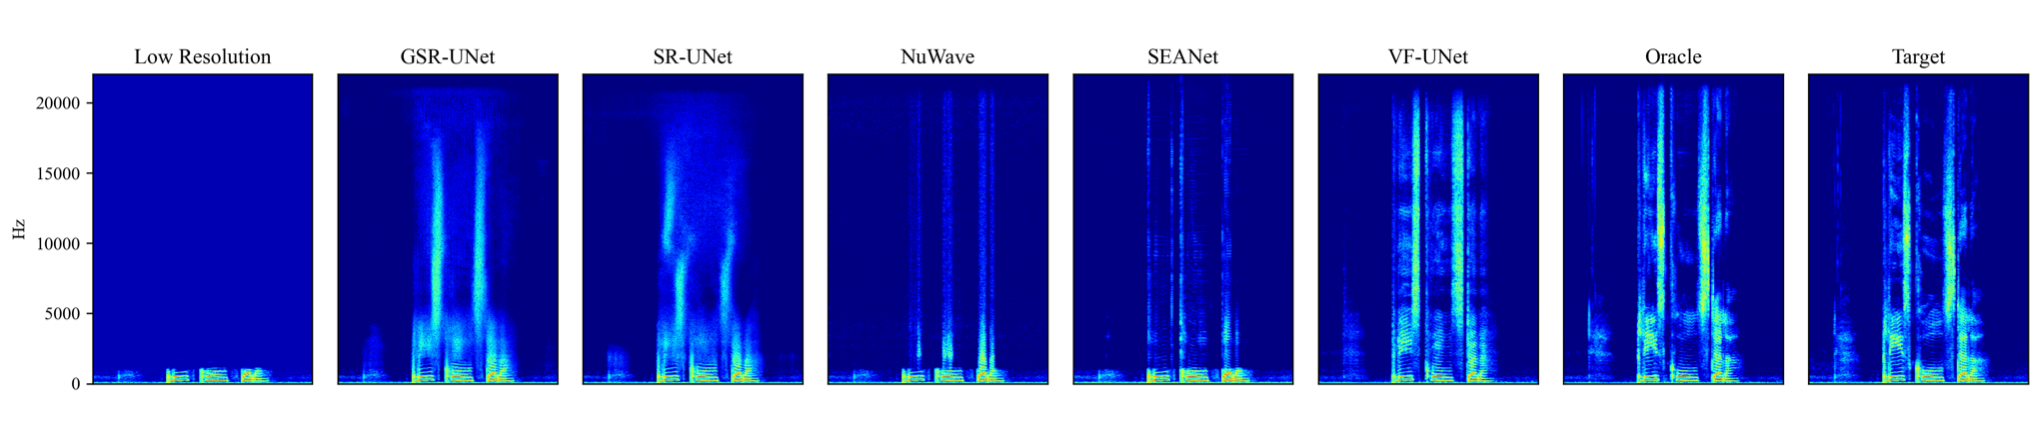 Low Resolution
GSR-UNet
SR-UNet
NuWave
SEANet
VF-UNet
Oracle
Target
20000
15000
10000
5000
0
Hz